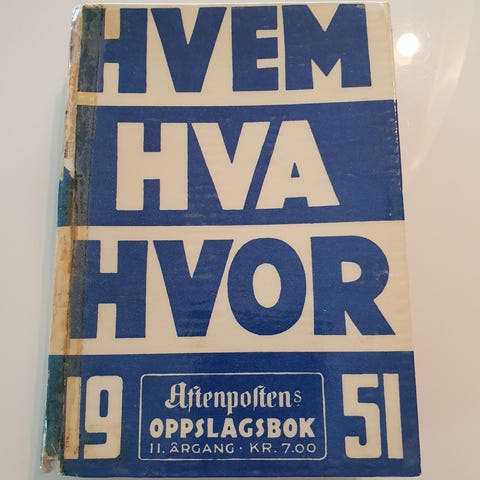 HVEM
HVA
HVOR
19 51
Aftenpostens
OPPSLAGSBOK
11. ÅRGANG · KR. 7.00